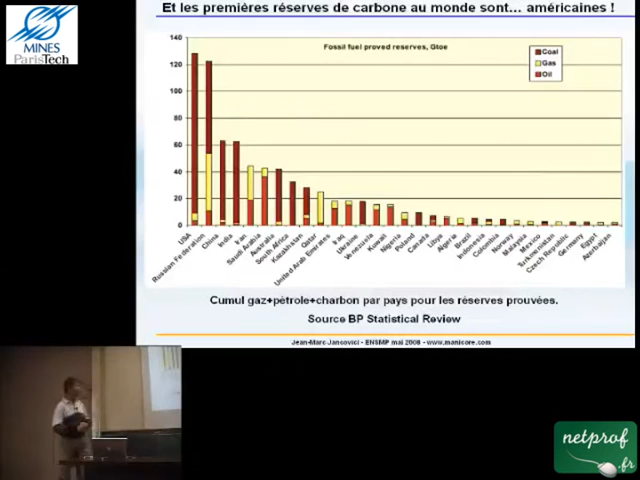 Et les premières réserves de carbone au monde sont... américaines !
MINES
ParisTech
Fossil fuel proved reserves, Gtoe
Coal
Gas
Oil
140
120
100
80
60
40
20
0
USA
Russian Federation
China
India
Iran
Saudi Arabia
Australia
South Africa
Kazakhstan
Qatar
United Arab Emirates
Iraq
Ukraine
Venezuela
Kuwait
Nigeria
Poland
Canada
Libya
Algeria
Brazil
Indonesia
Colombia
Norway
Malaysia
Mexico
Turkmenistan
Czech Republic
Germany
Egypt
Azerbaijan
Cumul gaz+pétrole+charbon par pays pour les réserves prouvées.
Source BP Statistical Review
Jean-Marc Jancovici - ENSMP mai 2008 - www.manicore.com
netprof
.fr